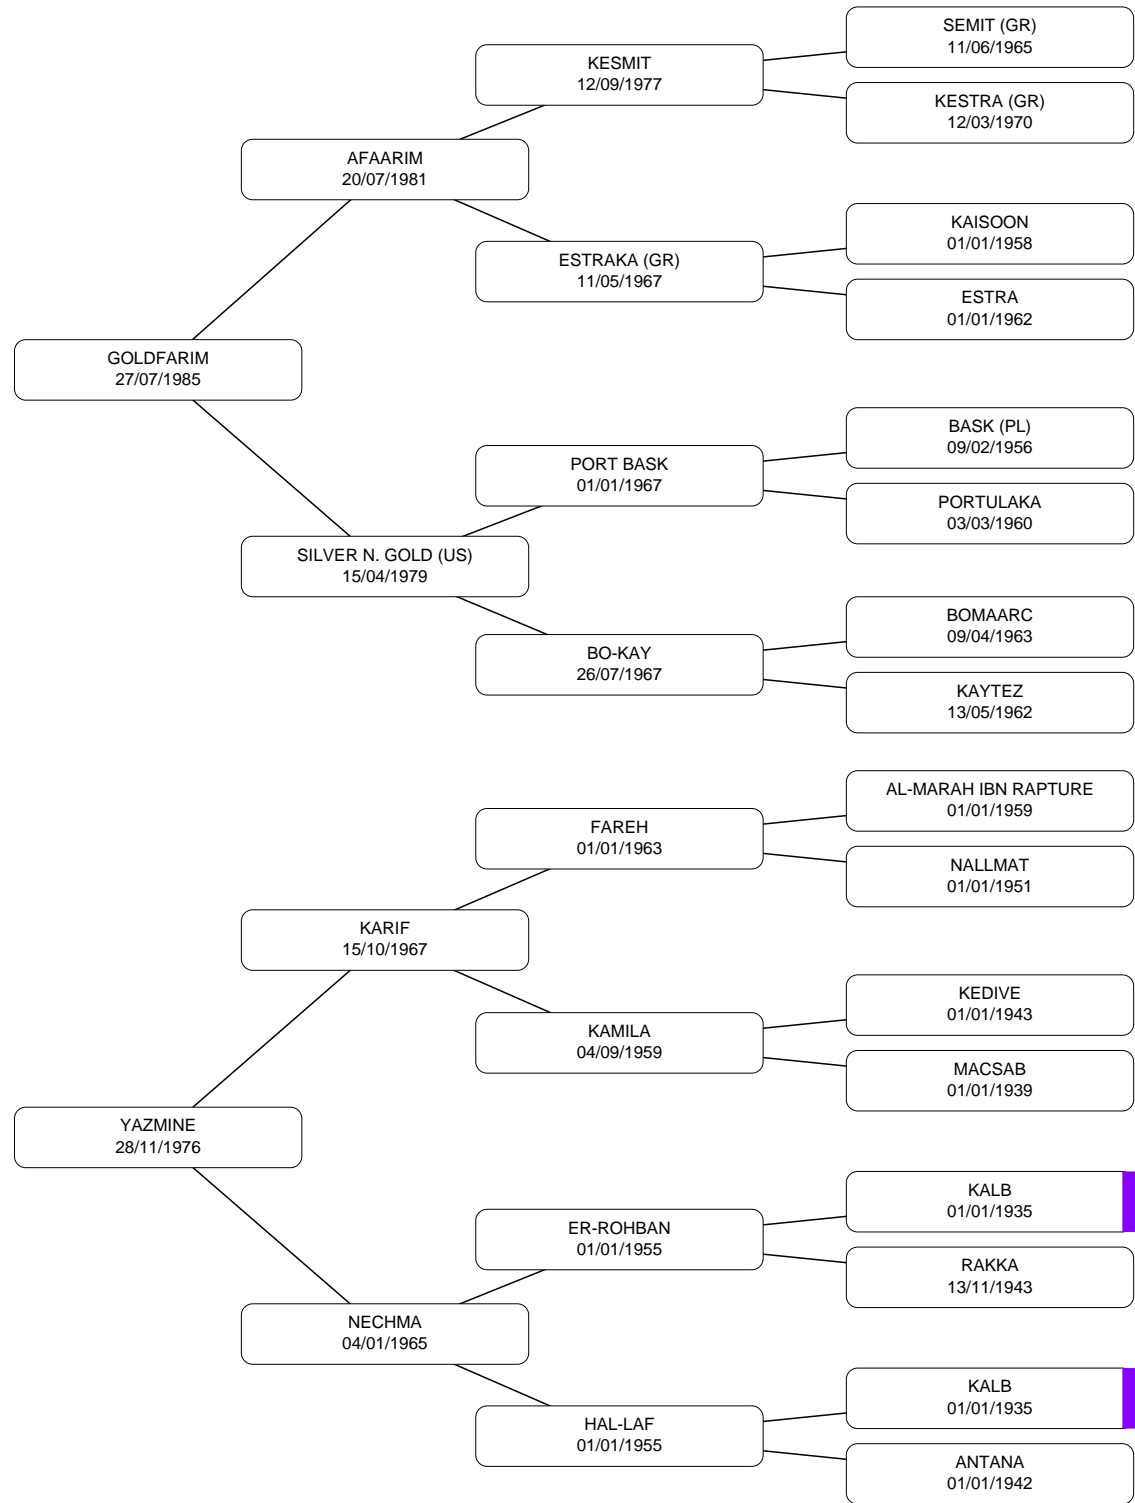 SEMIT (GR)
11/06/1965
KESMIT
12/09/1977
KESTRA (GR)
12/03/1970
AFAARIM
20/07/1981
KAISOON
01/01/1958
ESTRAKA (GR)
11/05/1967
ESTRA
01/01/1962
GOLDFARIM
27/07/1985
BASK (PL)
09/02/1956
PORT BASK
01/01/1967
PORTULAKA
03/03/1960
SILVER N. GOLD (US)
15/04/1979
BOMAARC
09/04/1963
BO-KAY
26/07/1967
KAYTEZ
13/05/1962
AL-MARAH IBN RAPTURE
01/01/1959
FAREH
01/01/1963
NALLMAT
01/01/1951
KARIF
15/10/1967
KEDIVE
01/01/1943
KAMILA
04/09/1959
MACSAB
01/01/1939
YAZMINE
28/11/1976
KALB
01/01/1935
ER-ROHBAN
01/01/1955
RAKKA
13/11/1943
NECHMA
04/01/1965
KALB
01/01/1935
HAL-LAF
01/01/1955
ANTANA
01/01/1942